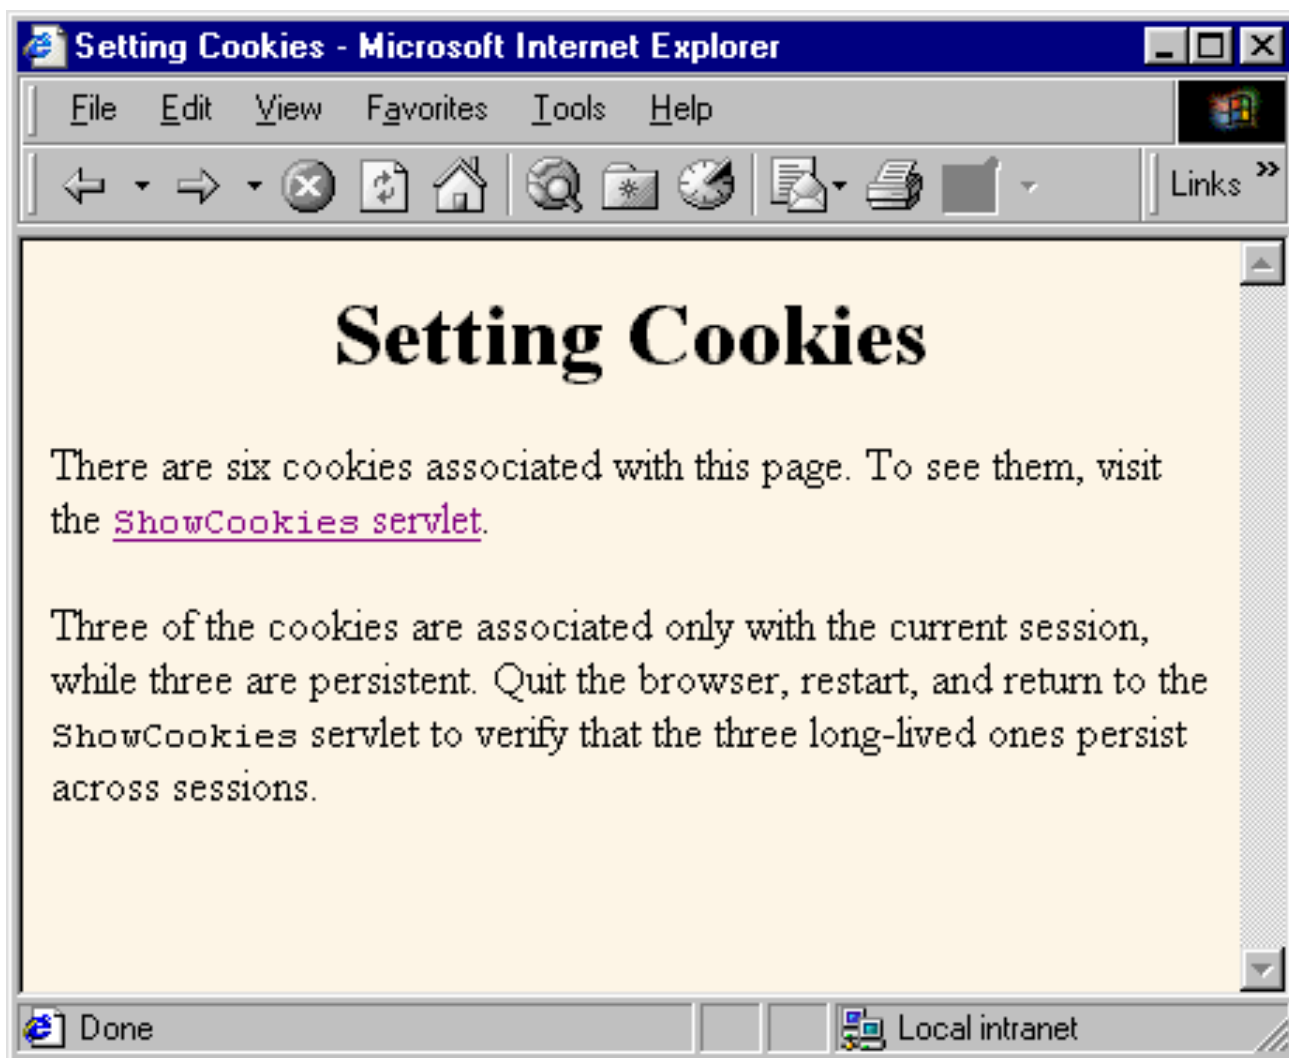 Setting Cookies - Microsoft Internet Explorer
File Edit View Favorites Tools Help
Links »
Setting Cookies
There are six cookies associated with this page. To see them, visit
the ShowCookies servlet.
Three of the cookies are associated only with the current session,
while three are persistent. Quit the browser, restart, and return to the
ShowCookies servlet to verify that the three long-lived ones persist
across sessions.
Done Local intranet